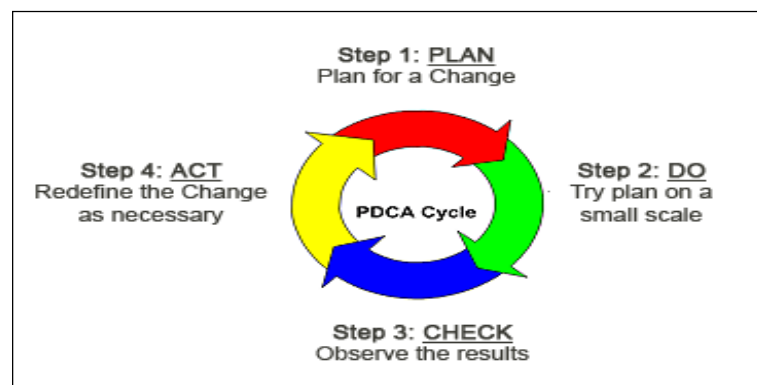 Step 1: PLAN
Plan for a Change
Step 2: DO
Try plan on a
small scale
Step 3: CHECK
Observe the results
Step 4: ACT
Redefine the Change
as necessary
PDCA Cycle